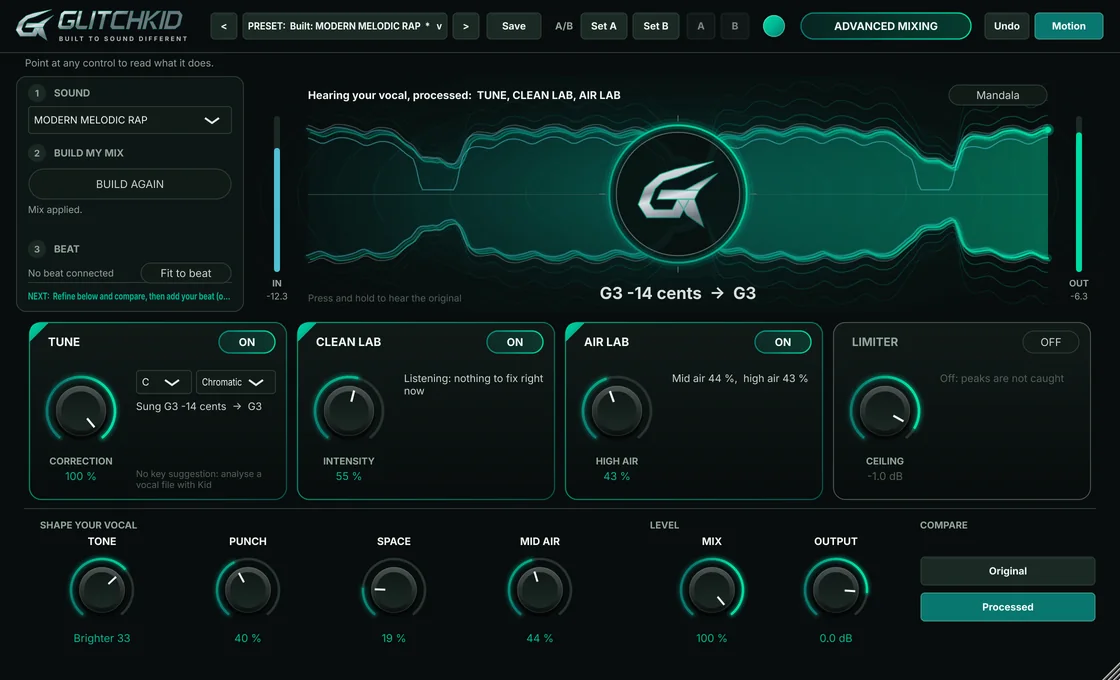 GLITCHKID
BUILT TO SOUND DIFFERENT
< PRESET: Built: MODERN MELODIC RAP * v > Save A/B Set A Set B A B ADVANCED MIXING Undo Motion
Point at any control to read what it does.
1 SOUND
MODERN MELODIC RAP
2 BUILD MY MIX
BUILD AGAIN
Mix applied.
3 BEAT
No beat connected Fit to beat
NEXT: Refine below and compare, then add your beat (o...
Hearing your vocal, processed: TUNE, CLEAN LAB, AIR LAB
Mandala
IN
-12.3
Press and hold to hear the original
G3 -14 cents → G3
OUT
-6.3
TUNE ON
C Chromatic
Sung G3 -14 cents → G3
CORRECTION
100 %
No key suggestion: analyse a
vocal file with Kid
CLEAN LAB ON
Listening: nothing to fix right
now
INTENSITY
55 %
AIR LAB ON
Mid air 44 %, high air 43 %
HIGH AIR
43 %
LIMITER OFF
Off: peaks are not caught
CEILING
-1.0 dB
SHAPE YOUR VOCAL
TONE PUNCH SPACE MID AIR
Brighter 33 40 % 19 % 44 %
LEVEL
MIX OUTPUT
100 % 0.0 dB
COMPARE
Original
Processed